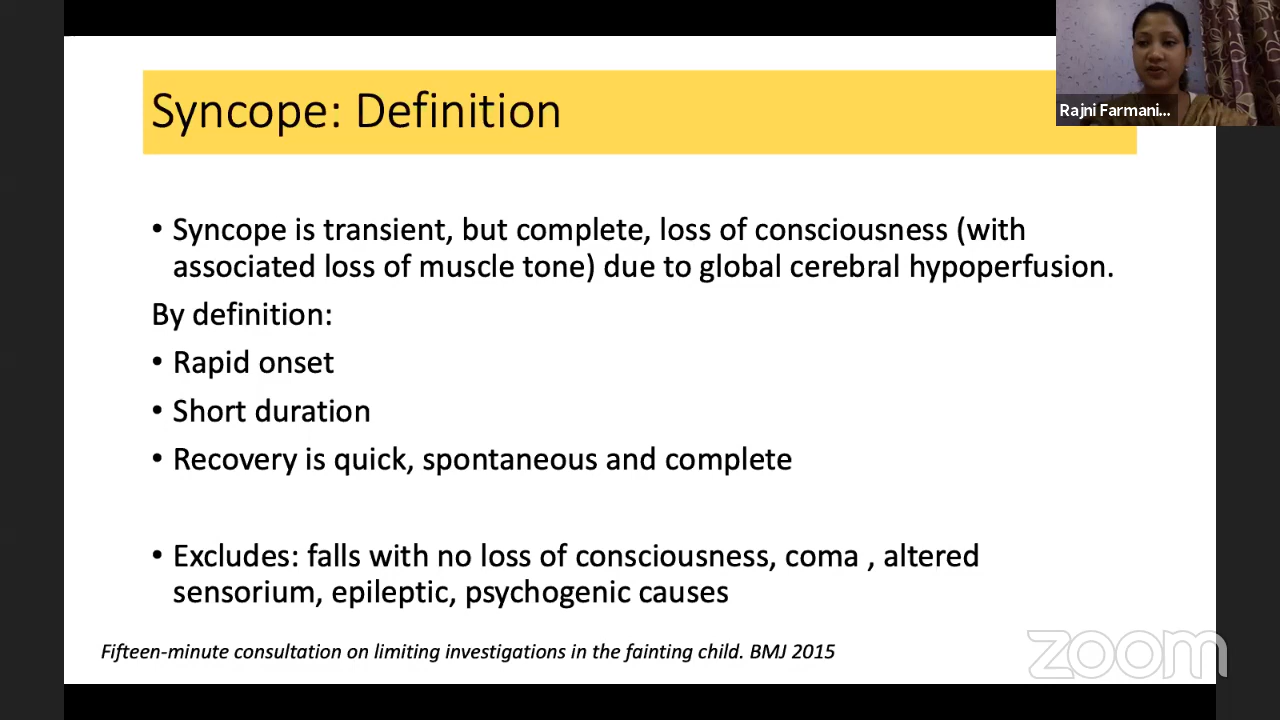 Syncope: Definition
Rajni Farmani...
• Syncope is transient, but complete, loss of consciousness (with
associated loss of muscle tone) due to global cerebral hypoperfusion.
By definition:
• Rapid onset
• Short duration
• Recovery is quick, spontaneous and complete
• Excludes: falls with no loss of consciousness, coma , altered
sensorium, epileptic, psychogenic causes
Fifteen-minute consultation on limiting investigations in the fainting child. BMJ 2015
zoom